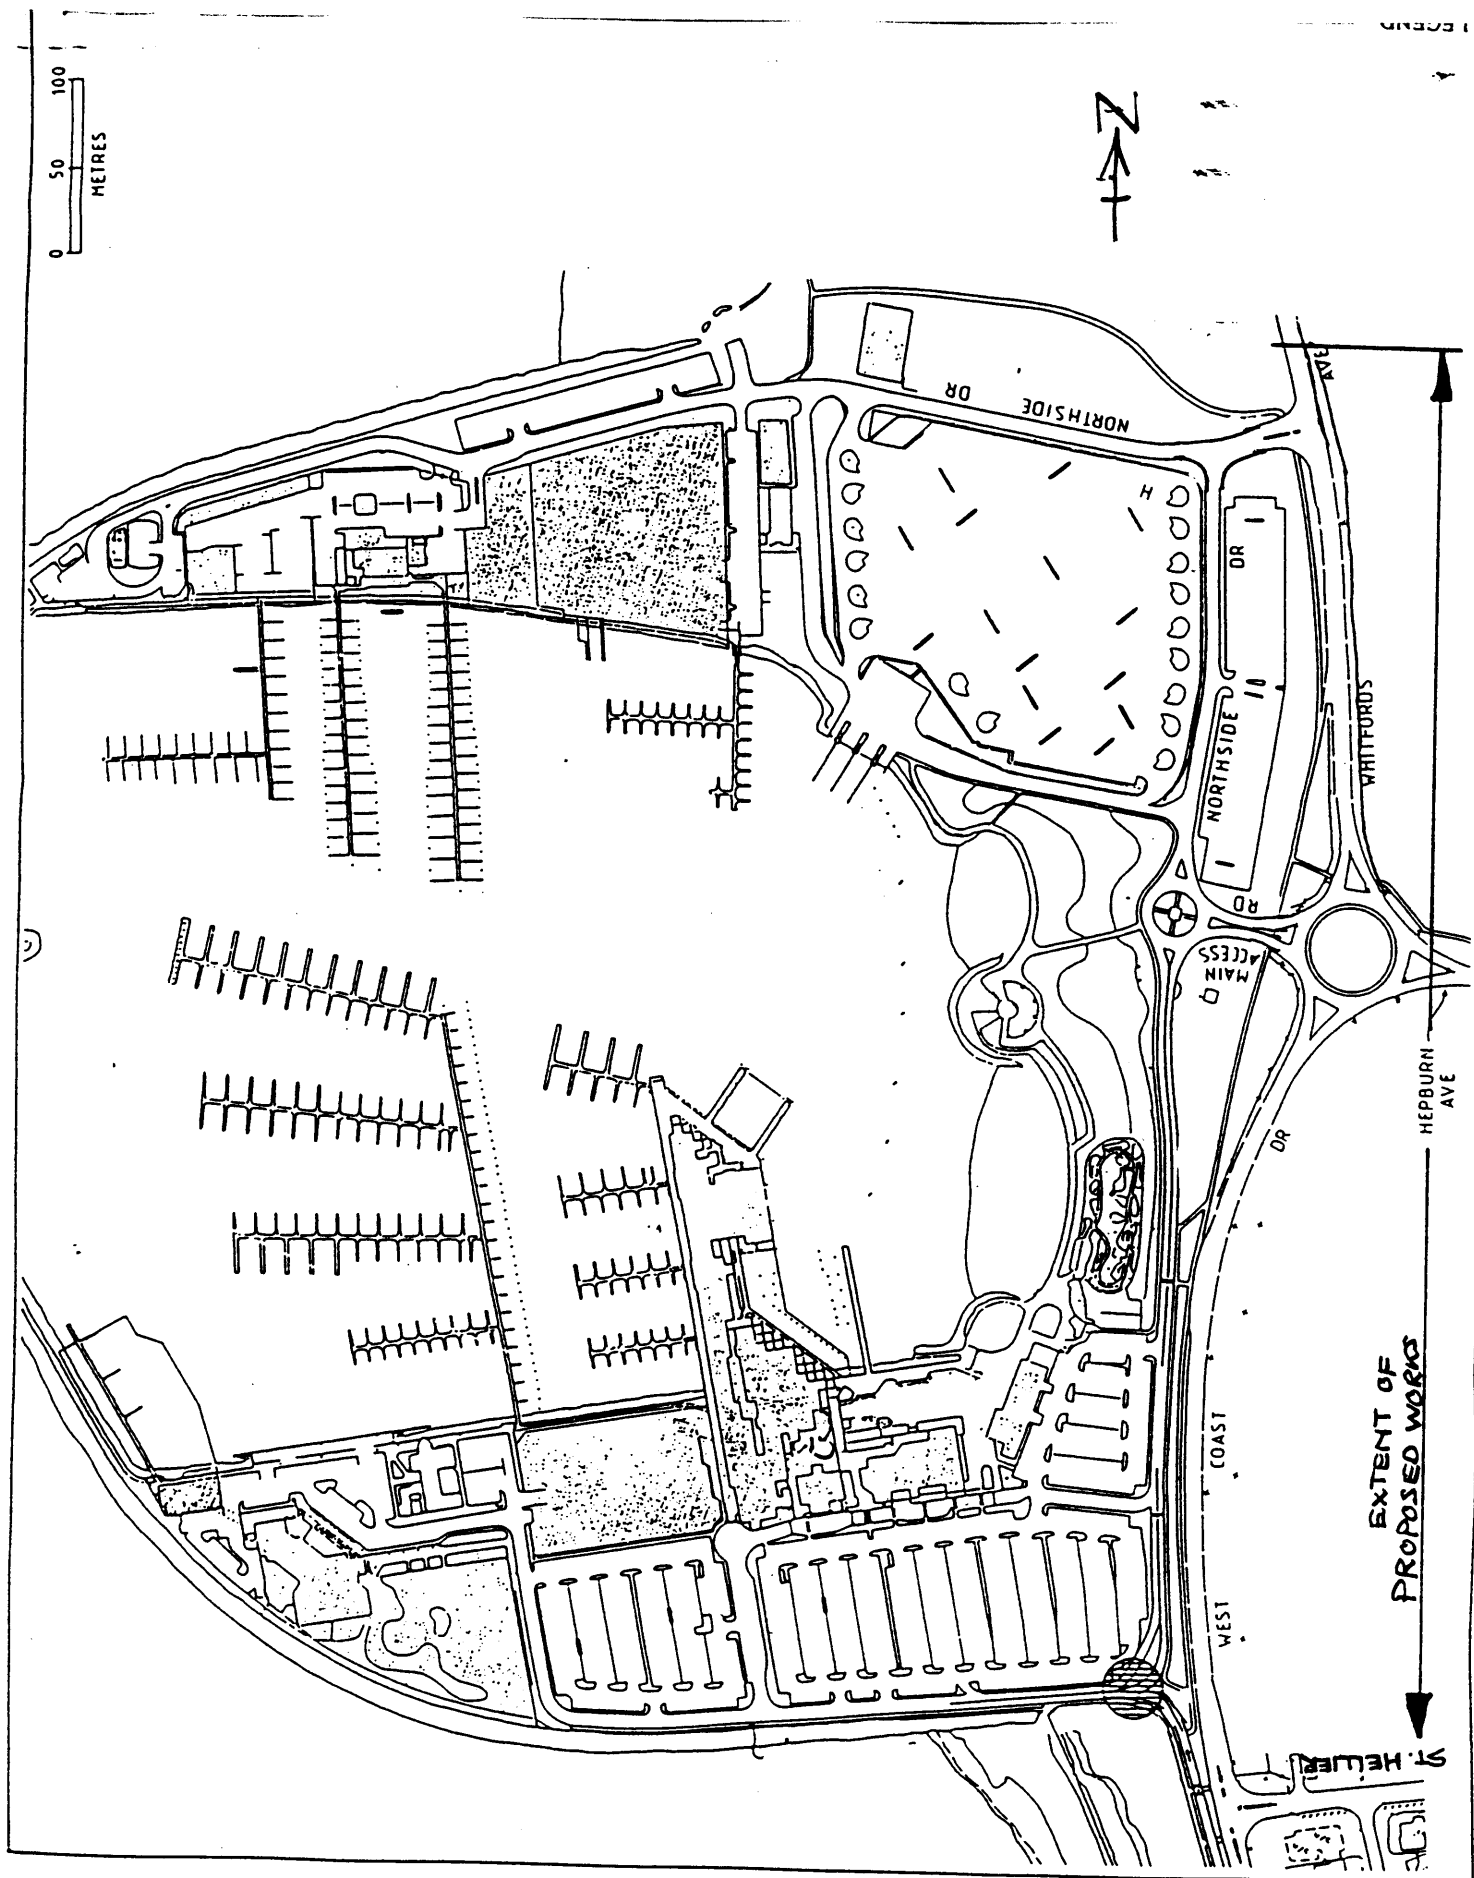 LEGEND
0 50 100
METRES
N
NORTHSIDE
DR
AVE
WHITFORDS
H
NORTHSIDE
DR
MAIN
ACCESS
RD
HEPBURN
AVE
WEST
COAST
DR
EXTENT OF
PROPOSED WORKS
ST. HELIER